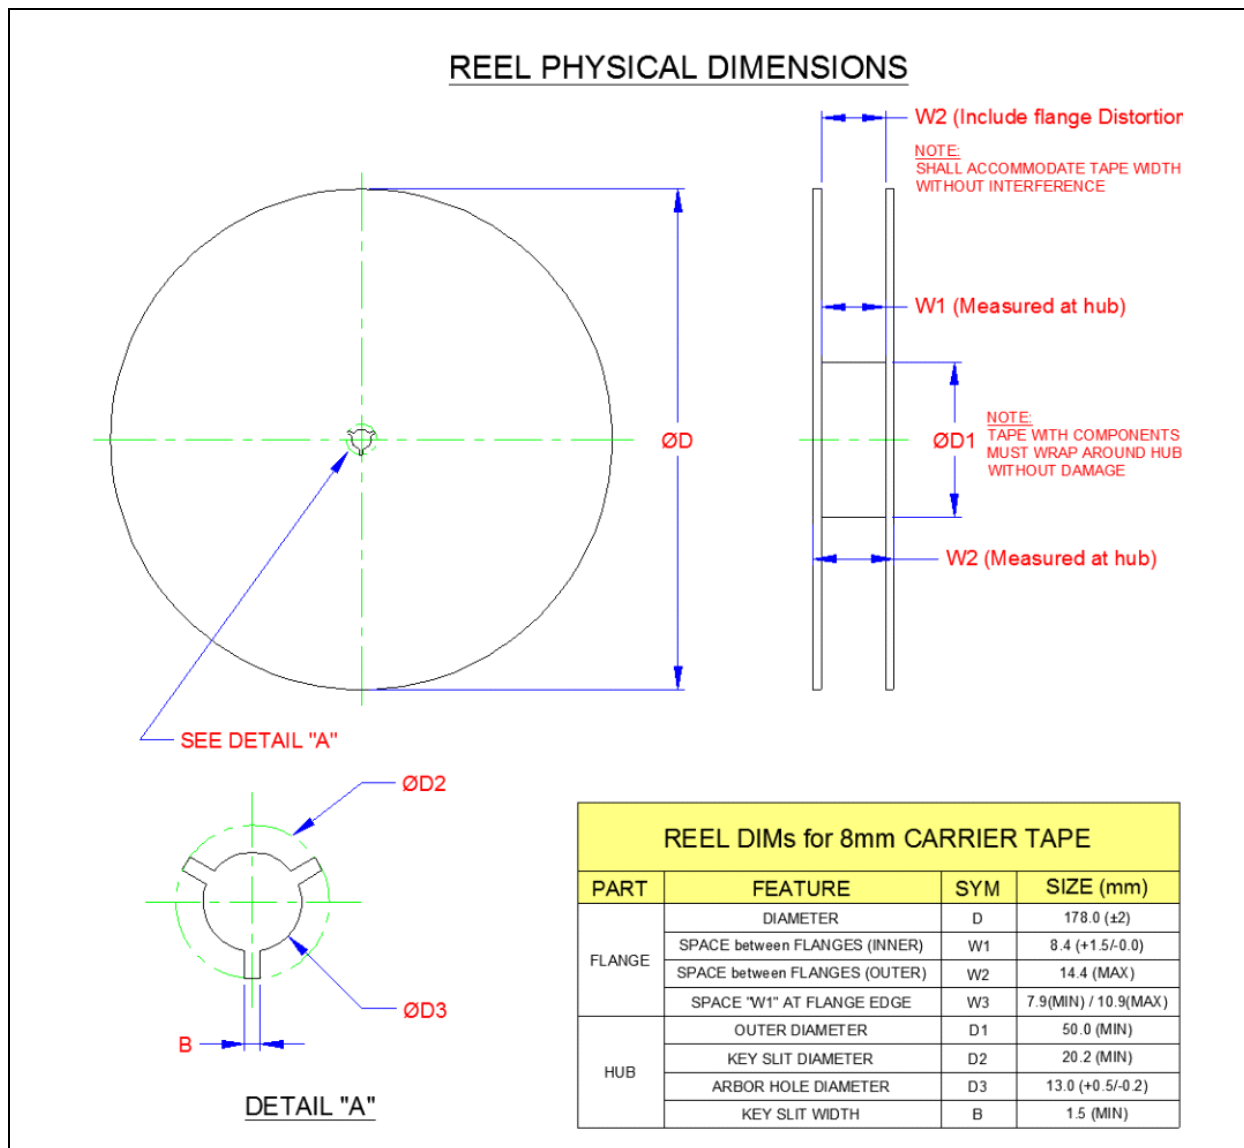 REEL PHYSICAL DIMENSIONS
W2 (Include flange Distortion
NOTE:
SHALL ACCOMMODATE TAPE WIDTH
WITHOUT INTERFERENCE
W1 (Measured at hub)
ØD
ØD1
NOTE:
TAPE WITH COMPONENTS
MUST WRAP AROUND HUB
WITHOUT DAMAGE
W2 (Measured at hub)
SEE DETAIL "A"
ØD2
ØD3
B
DETAIL "A"
REEL DIMs for 8mm CARRIER TAPE
PART FEATURE SYM SIZE (mm)
FLANGE
DIAMETER D 178.0 (±2)
SPACE between FLANGES (INNER) W1 8.4 (+1.5/-0.0)
SPACE between FLANGES (OUTER) W2 14.4 (MAX)
SPACE "W1" AT FLANGE EDGE W3 7.9(MIN) / 10.9(MAX)
HUB
OUTER DIAMETER D1 50.0 (MIN)
KEY SLIT DIAMETER D2 20.2 (MIN)
ARBOR HOLE DIAMETER D3 13.0 (+0.5/-0.2)
KEY SLIT WIDTH B 1.5 (MIN)